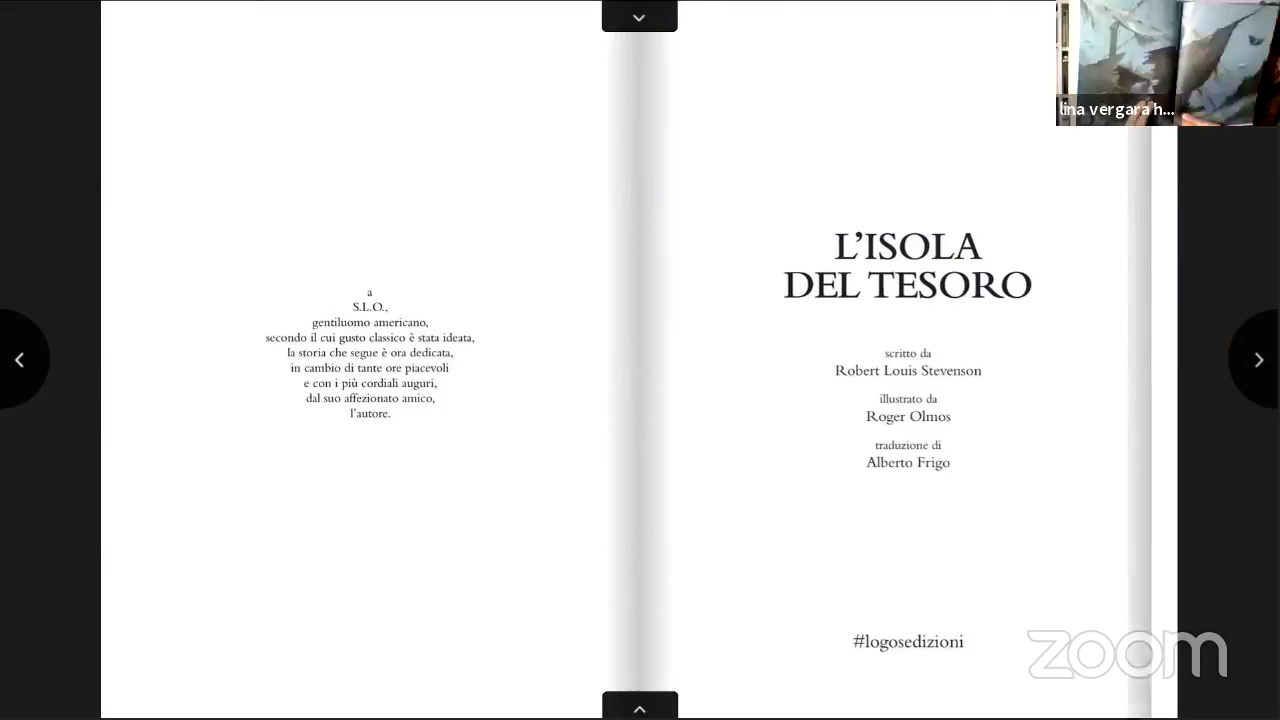 a
S.L.O.,
gentiluomo americano,
secondo il cui gusto classico è stata ideata,
la storia che segue è ora dedicata,
in cambio di tante ore piacevoli
e con i più cordiali auguri,
dal suo affezionato amico,
l'autore.
L'ISOLA
DEL TESORO
scritto da
Robert Louis Stevenson
illustrato da
Roger Olmos
traduzione di
Alberto Frigo
#logosedizioni
lina vergara h...
zoom